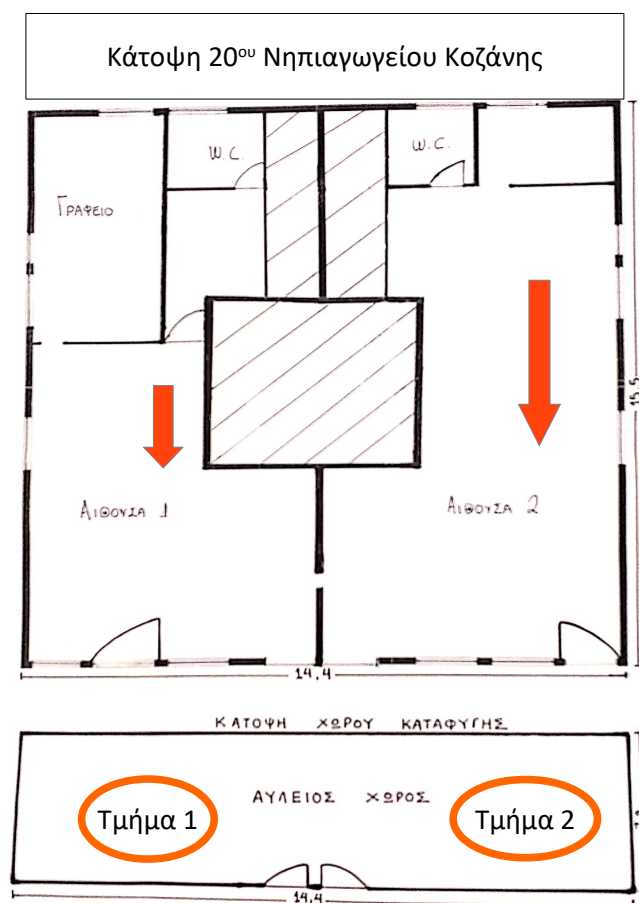 Κάτοψη 20ου Νηπιαγωγείου Κοζάνης
W.C.
W.C.
ΓΡΑΦΕΙΟ
15,5
ΑΙΘΟΥΣΑ 1
ΑΙΘΟΥΣΑ 2
14,4
ΚΑΤΟΨΗ ΧΩΡΟΥ ΚΑΤΑΦΥΓΗΣ
ΑΥΛΕΙΟΣ ΧΩΡΟΣ
Τμήμα 1
Τμήμα 2
14,4